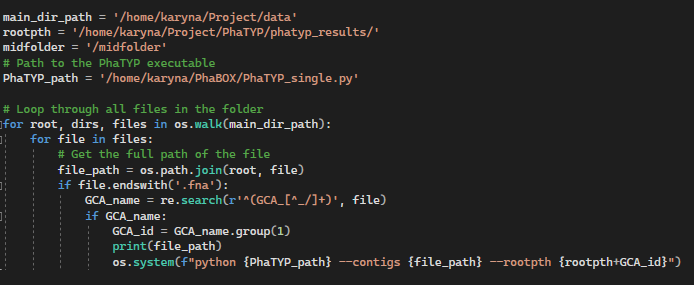 main_dir_path = '/home/karyna/Project/data'
rootpth = '/home/karyna/Project/PhaTYP/phatyp_results/'
midfolder = '/midfolder'
# Path to the PhaTYP executable
PhaTYP_path = '/home/karyna/PhaBOX/PhaTYP_single.py'
# Loop through all files in the folder
for root, dirs, files in os.walk(main_dir_path):
    for file in files:
        # Get the full path of the file
        file_path = os.path.join(root, file)
        if file.endswith('.fna'):
            GCA_name = re.search(r'^(GCA_[^_/]+)', file)
            if GCA_name:
                GCA_id = GCA_name.group(1)
                print(file_path)
                os.system(f"python {PhaTYP_path} --contigs {file_path} --rootpth {rootpth+GCA_id}")